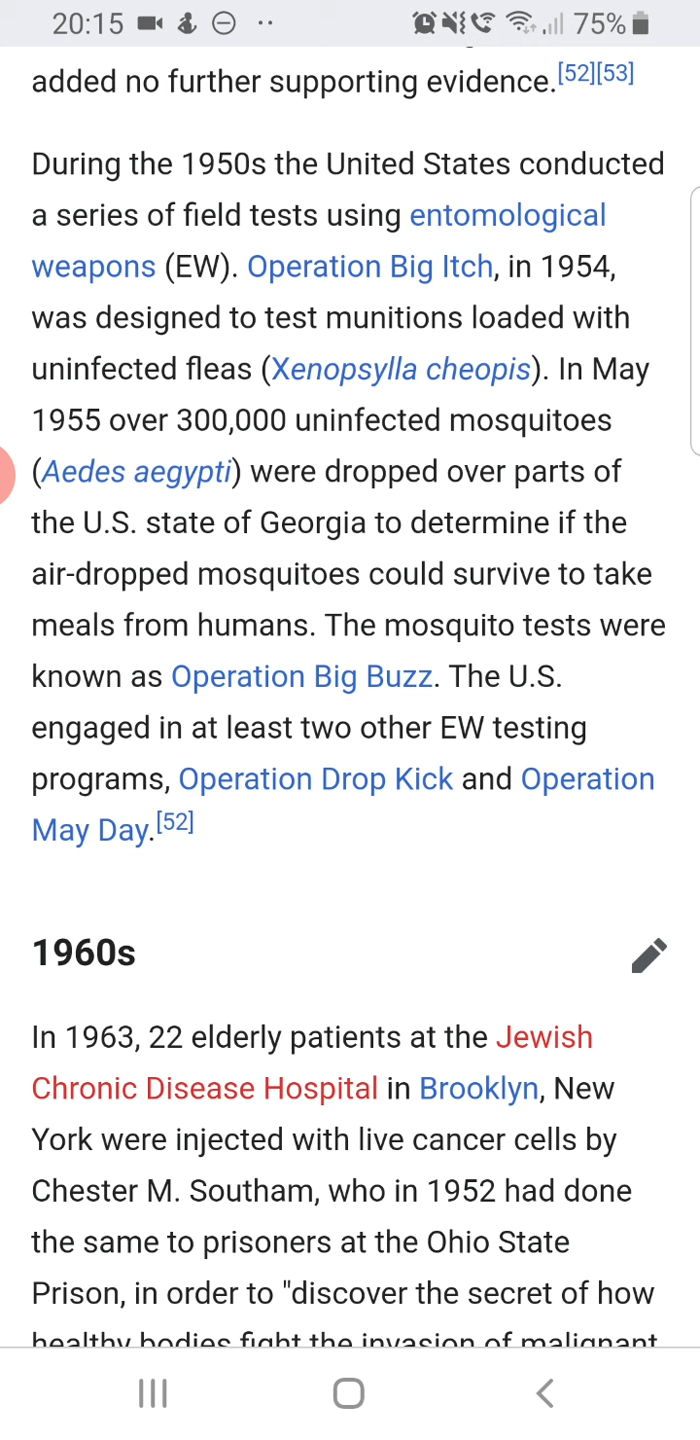 20:15 75%
added no further supporting evidence.[52][53]
During the 1950s the United States conducted
a series of field tests using entomological
weapons (EW). Operation Big Itch, in 1954,
was designed to test munitions loaded with
uninfected fleas (Xenopsylla cheopis). In May
1955 over 300,000 uninfected mosquitoes
(Aedes aegypti) were dropped over parts of
the U.S. state of Georgia to determine if the
air-dropped mosquitoes could survive to take
meals from humans. The mosquito tests were
known as Operation Big Buzz. The U.S.
engaged in at least two other EW testing
programs, Operation Drop Kick and Operation
May Day.[52]
1960s
In 1963, 22 elderly patients at the Jewish
Chronic Disease Hospital in Brooklyn, New
York were injected with live cancer cells by
Chester M. Southam, who in 1952 had done
the same to prisoners at the Ohio State
Prison, in order to "discover the secret of how
healthy bodies fight the invasion of malignant